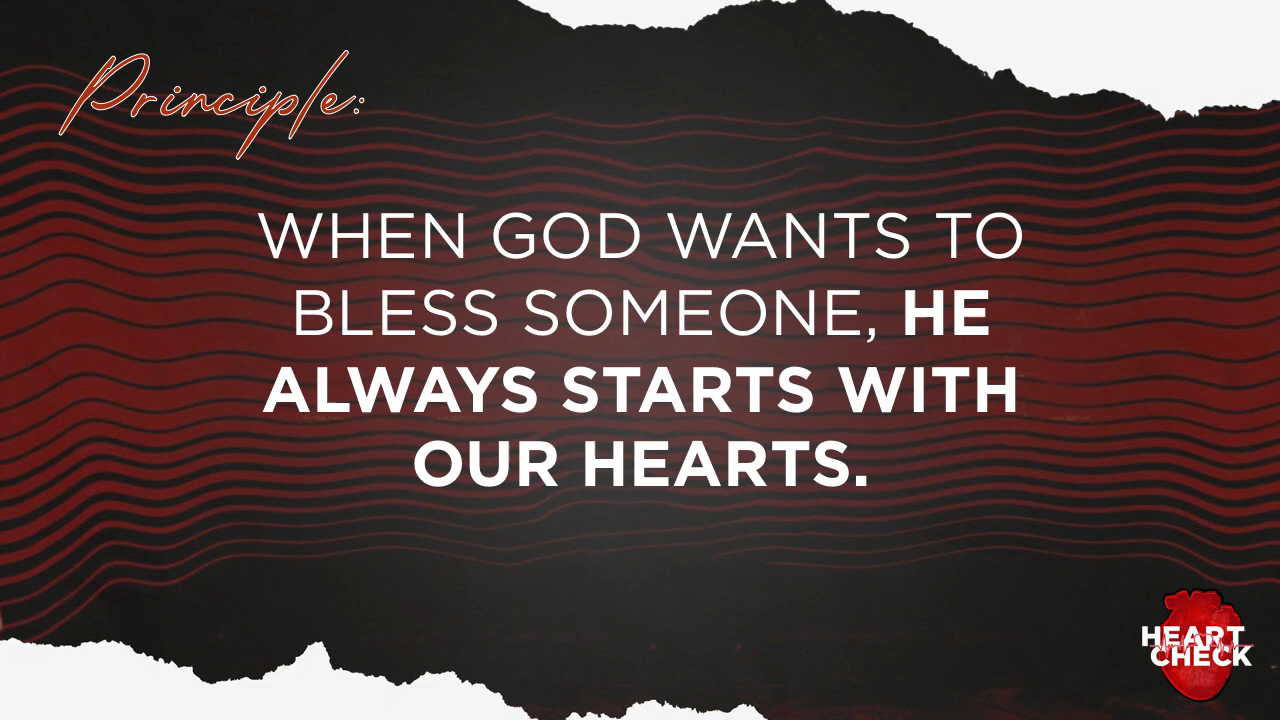 Principle:
WHEN GOD WANTS TO
BLESS SOMEONE, HE
ALWAYS STARTS WITH
OUR HEARTS.
HEART
CHECK